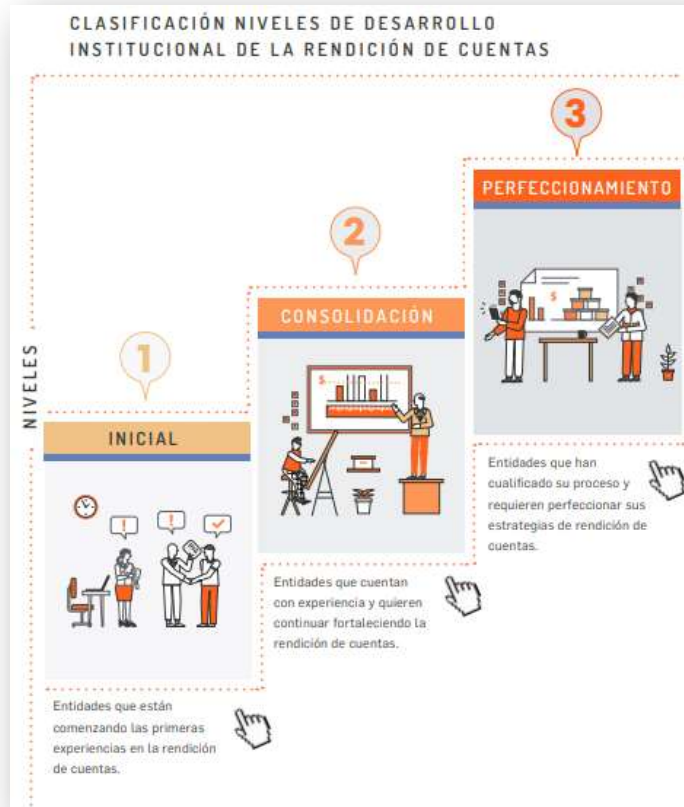 CLASIFICACIÓN NIVELES DE DESARROLLO
INSTITUCIONAL DE LA RENDICIÓN DE CUENTAS
NIVELES
1
INICIAL
Entidades que están
comenzando las primeras
experiencias en la rendición
de cuentas.
2
CONSOLIDACIÓN
$
Entidades que cuentan
con experiencia y quieren
continuar fortaleciendo la
rendición de cuentas.
3
PERFECCIONAMIENTO
$
Entidades que han
cualificado su proceso y
requieren perfeccionar sus
estrategias de rendición de
cuentas.